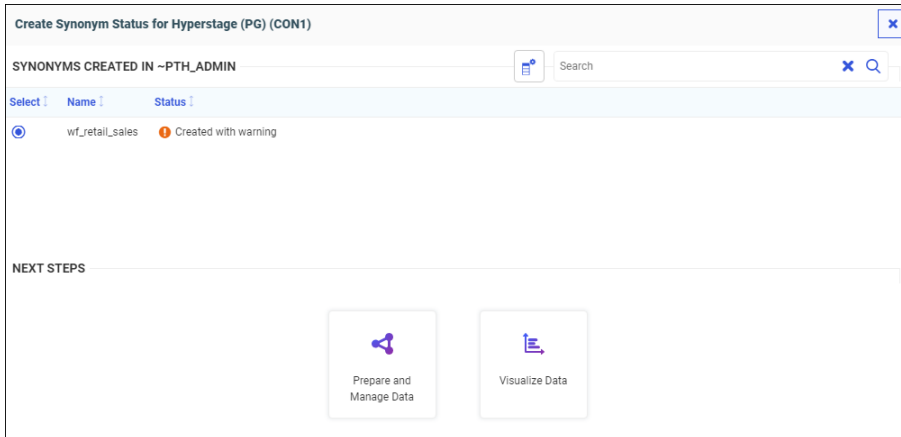 Create Synonym Status for Hyperstage (PG) (CON1)
SYNONYMS CREATED IN ~PTH_ADMIN
Search
Select Name Status
wf_retail_sales Created with warning
NEXT STEPS
Prepare and
Manage Data
Visualize Data